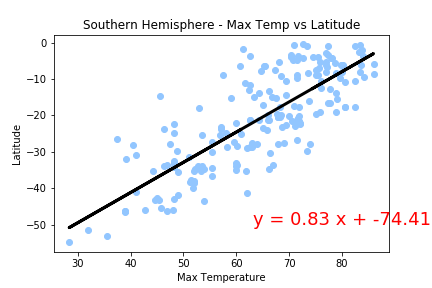 Southern Hemisphere - Max Temp vs Latitude
0
−10
−20
−30
−40
−50
Latitude
y = 0.83 x + -74.41
30 40 50 60 70 80
Max Temperature